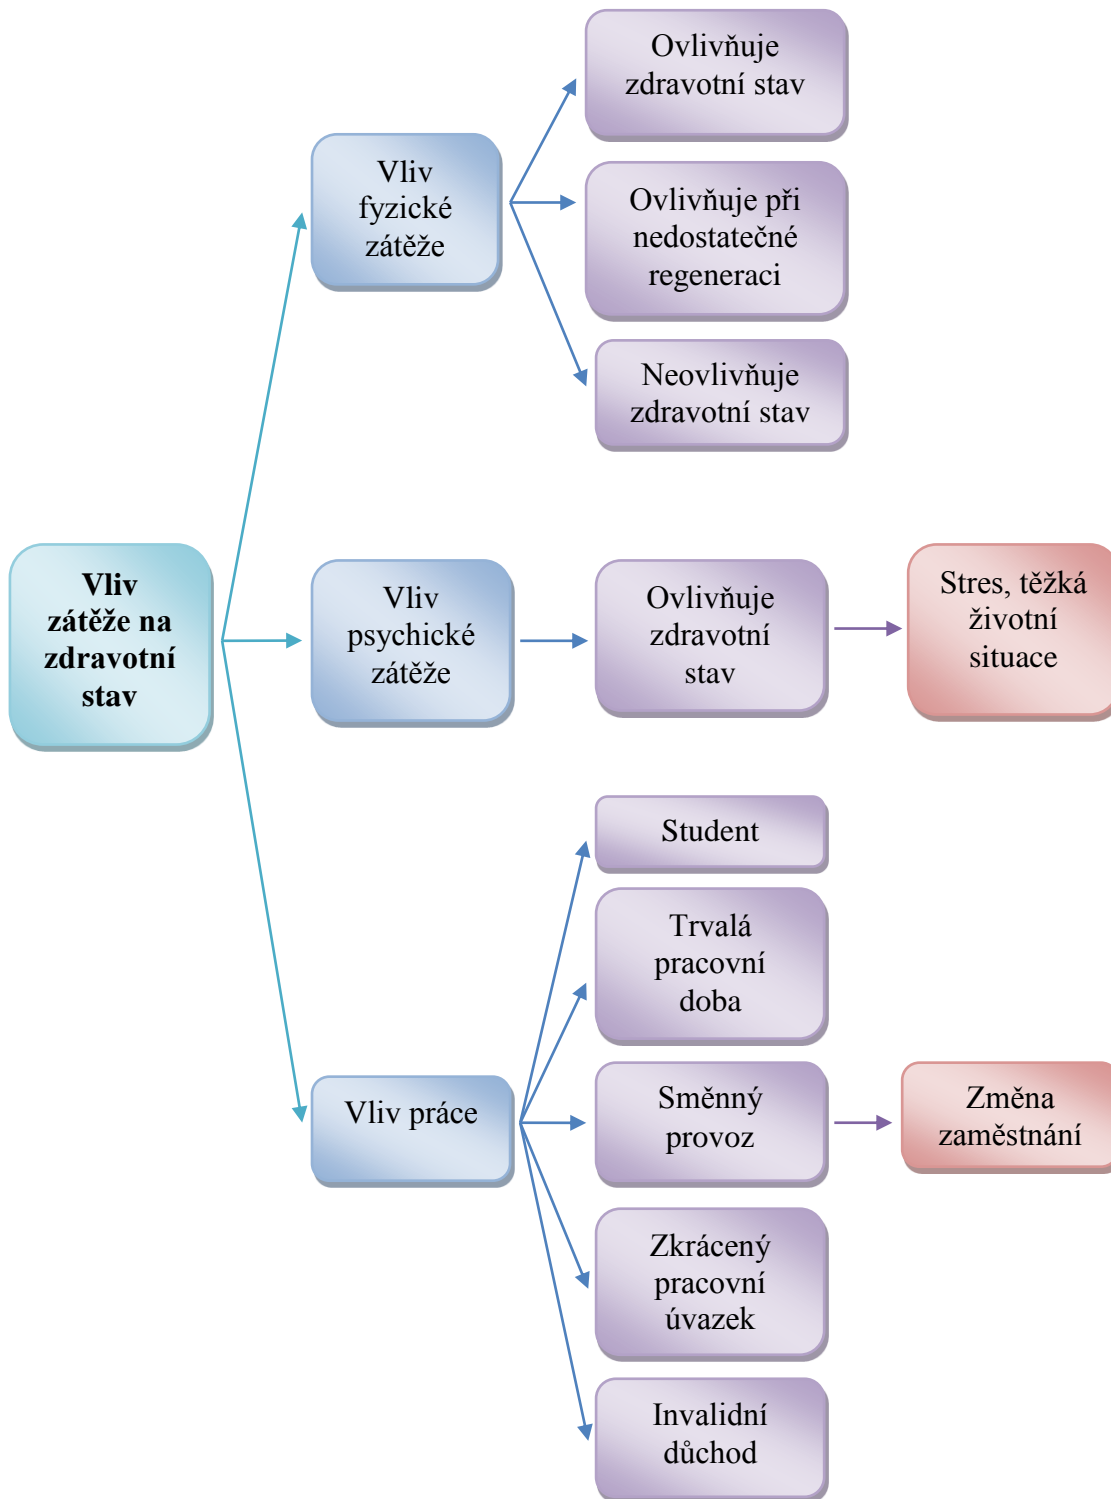 Ovlivňuje
zdravotní stav
Vliv
fyzické
zátěže
Ovlivňuje při
nedostatečné
regeneraci
Neovlivňuje
zdravotní stav
Vliv
zátěže na
zdravotní
stav
Vliv
psychické
zátěže
Ovlivňuje
zdravotní
stav
Stres, těžká
životní
situace
Student
Trvalá
pracovní
doba
Vliv práce
Směnný
provoz
Změna
zaměstnání
Zkrácený
pracovní
úvazek
Invalidní
důchod